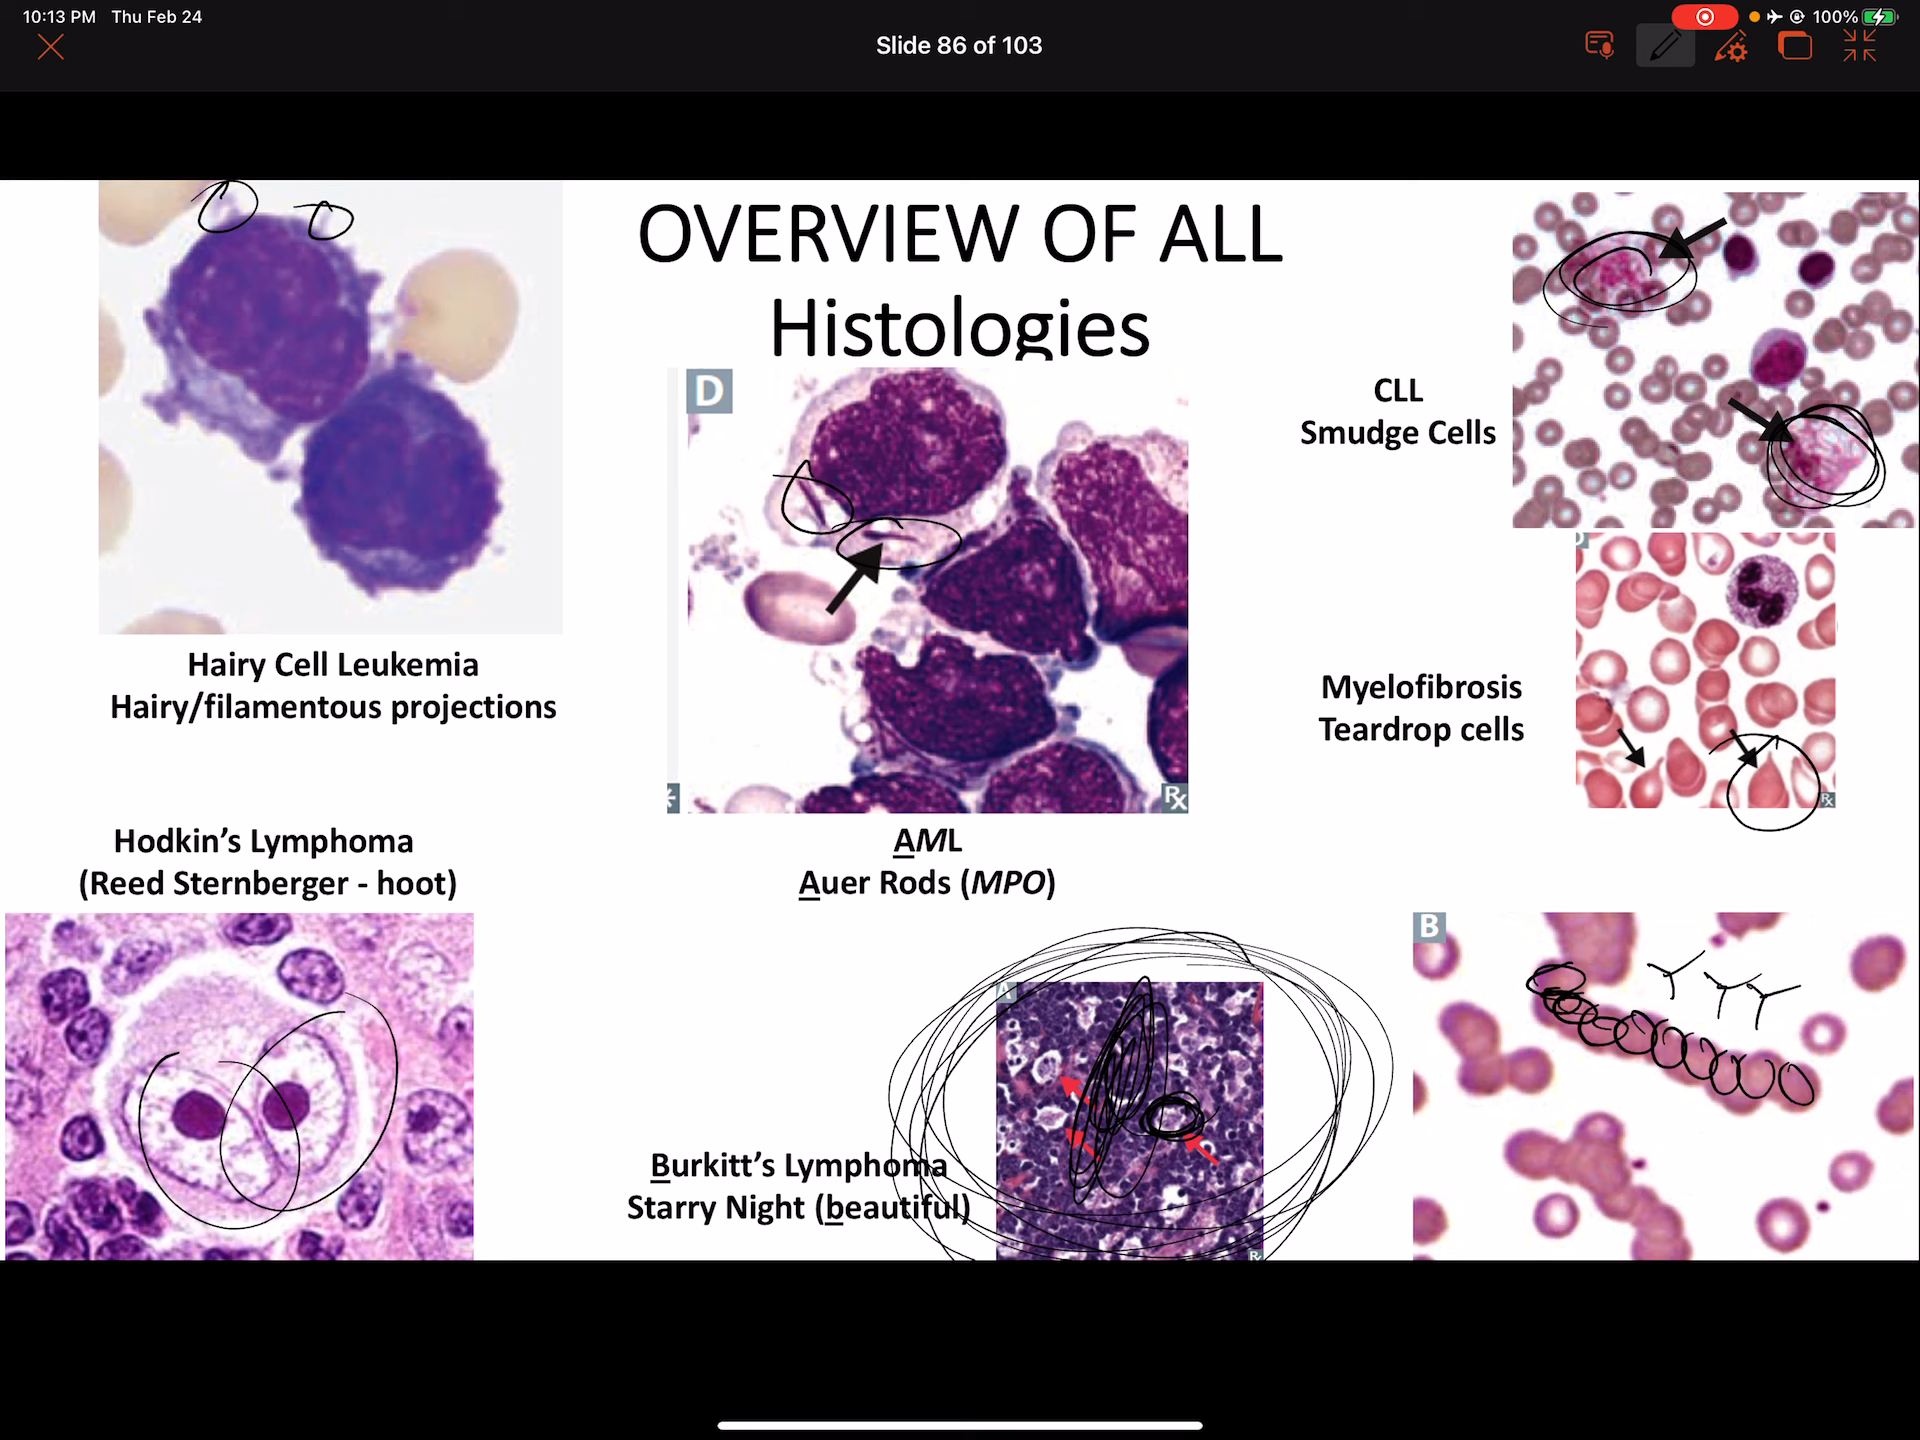 10:13 PM Thu Feb 24
100%
Slide 86 of 103
OVERVIEW OF ALL
Histologies
D
CLL
Smudge Cells
Hairy Cell Leukemia
Hairy/filamentous projections
Myelofibrosis
Teardrop cells
Rx
Rx
Hodkin's Lymphoma
(Reed Sternberger - hoot)
AML
Auer Rods (MPO)
B
A
Burkitt's Lymphoma
Starry Night (beautiful)